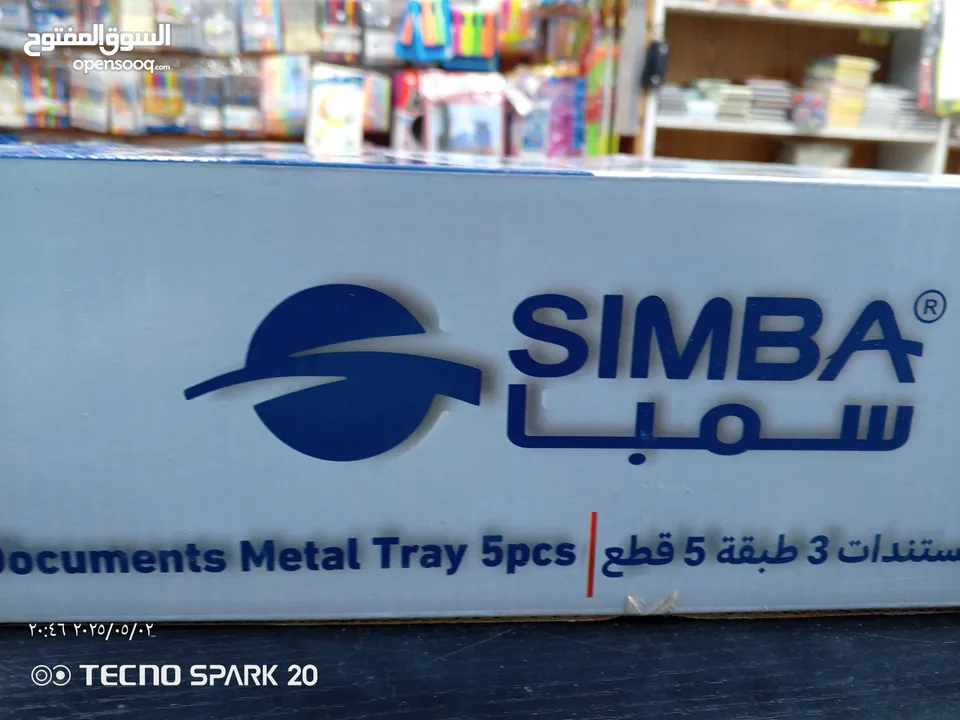 السوق المفتوح
opensooq.com
SIMBA®
سمبا
Documents Metal Tray 5pcs
ستندات 3 طبقة 5 قطع
٢٠:٤٦ ٢٠٢٥/٠٥/٠٢
TECNO SPARK 20